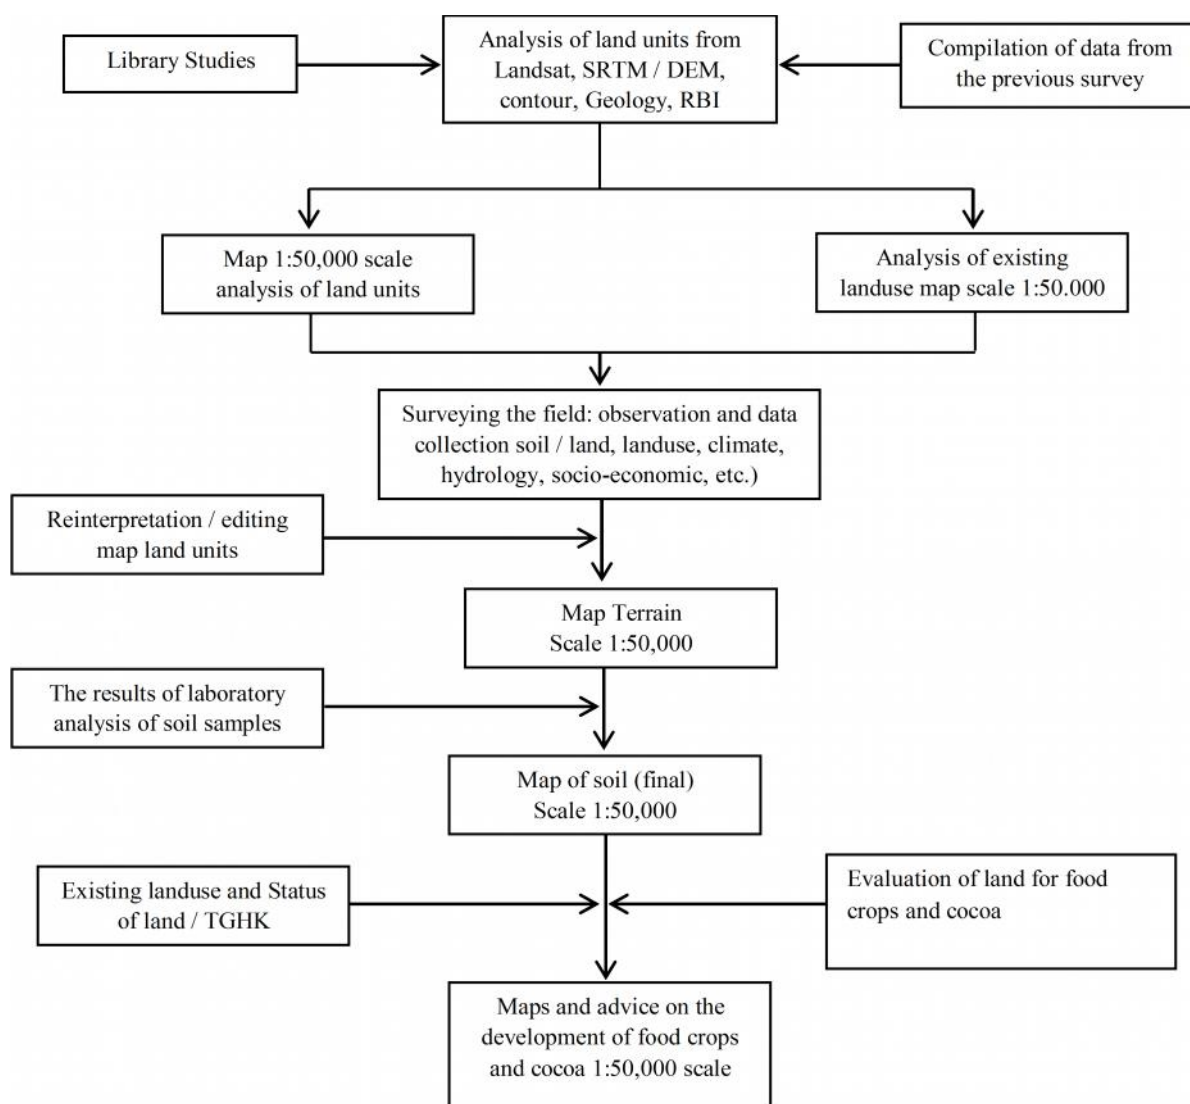 Library Studies
Analysis of land units from
Landsat, SRTM / DEM,
contour, Geology, RBI
Compilation of data from
the previous survey
Map 1:50,000 scale
analysis of land units
Analysis of existing
landuse map scale 1:50.000
Surveying the field: observation and data
collection soil / land, landuse, climate,
hydrology, socio-economic, etc.)
Reinterpretation / editing
map land units
Map Terrain
Scale 1:50,000
The results of laboratory
analysis of soil samples
Map of soil (final)
Scale 1:50,000
Existing landuse and Status
of land / TGHK
Evaluation of land for food
crops and cocoa
Maps and advice on the
development of food crops
and cocoa 1:50,000 scale